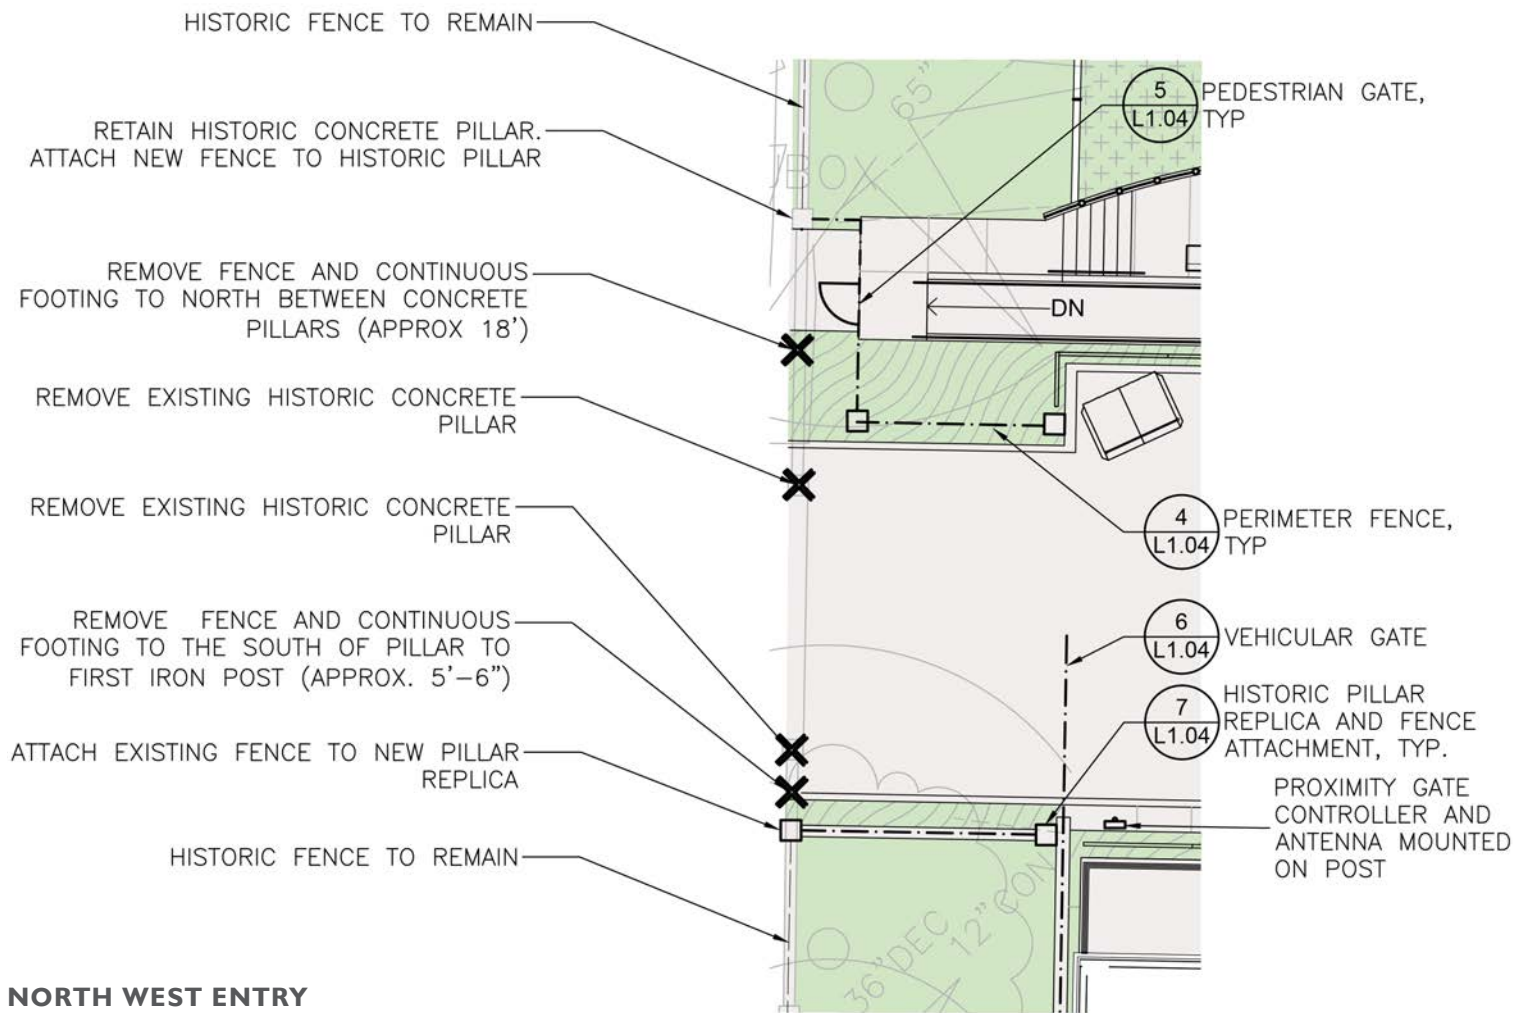 HISTORIC FENCE TO REMAIN
RETAIN HISTORIC CONCRETE PILLAR.
ATTACH NEW FENCE TO HISTORIC PILLAR
REMOVE FENCE AND CONTINUOUS
FOOTING TO NORTH BETWEEN CONCRETE
PILLARS (APPROX 18')
REMOVE EXISTING HISTORIC CONCRETE
PILLAR
REMOVE EXISTING HISTORIC CONCRETE
PILLAR
REMOVE FENCE AND CONTINUOUS
FOOTING TO THE SOUTH OF PILLAR TO
FIRST IRON POST (APPROX. 5'-6")
ATTACH EXISTING FENCE TO NEW PILLAR
REPLICA
HISTORIC FENCE TO REMAIN
65"
BOX
DN
36"DEC
12"CON
5
L1.04
PEDESTRIAN GATE,
TYP
4
L1.04
PERIMETER FENCE,
TYP
6
L1.04
VEHICULAR GATE
7
L1.04
HISTORIC PILLAR
REPLICA AND FENCE
ATTACHMENT, TYP.
PROXIMITY GATE
CONTROLLER AND
ANTENNA MOUNTED
ON POST
NORTH WEST ENTRY